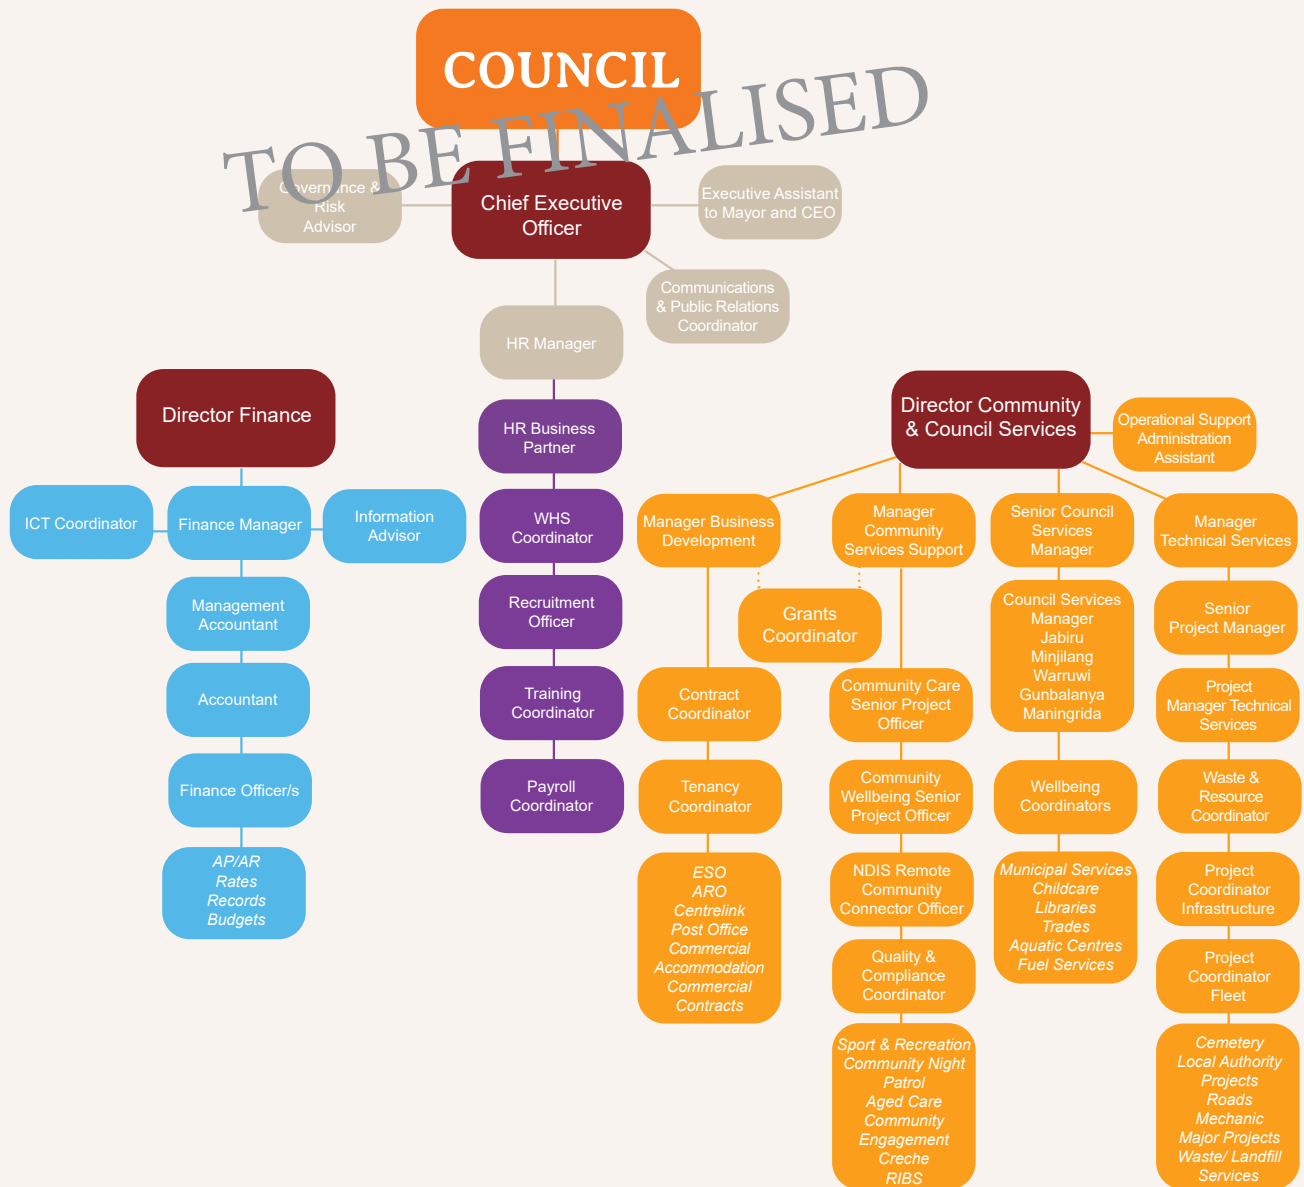 COUNCIL
TO BE FINALISED
Governance &
Risk
Advisor
Chief Executive
Officer
Executive Assistant
to Mayor and CEO
Communications
& Public Relations
Coordinator
HR Manager
Director Finance
ICT Coordinator
Finance Manager
Information
Advisor
Management
Accountant
Accountant
Finance Officer/s
AP/AR
Rates
Records
Budgets
HR Business
Partner
WHS
Coordinator
Recruitment
Officer
Training
Coordinator
Payroll
Coordinator
Director Community
& Council Services
Operational Support
Administration
Assistant
Manager Business
Development
Manager
Community
Services Support
Grants
Coordinator
Senior Council
Services
Manager
Manager
Technical Services
Contract
Coordinator
Tenancy
Coordinator
ESO
ARO
Centrelink
Post Office
Commercial
Accommodation
Commercial
Contracts
Community Care
Senior Project
Officer
Community
Wellbeing Senior
Project Officer
NDIS Remote
Community
Connector Officer
Quality &
Compliance
Coordinator
Sport & Recreation
Community Night
Patrol
Aged Care
Community
Engagement
Creche
RIBS
Council Services
Manager
Jabiru
Minjilang
Warruwi
Gunbalanya
Maningrida
Wellbeing
Coordinators
Municipal Services
Childcare
Libraries
Trades
Aquatic Centres
Fuel Services
Senior
Project Manager
Project
Manager Technical
Services
Waste &
Resource
Coordinator
Project
Coordinator
Infrastructure
Project
Coordinator
Fleet
Cemetery
Local Authority
Projects
Roads
Mechanic
Major Projects
Waste/ Landfill
Services